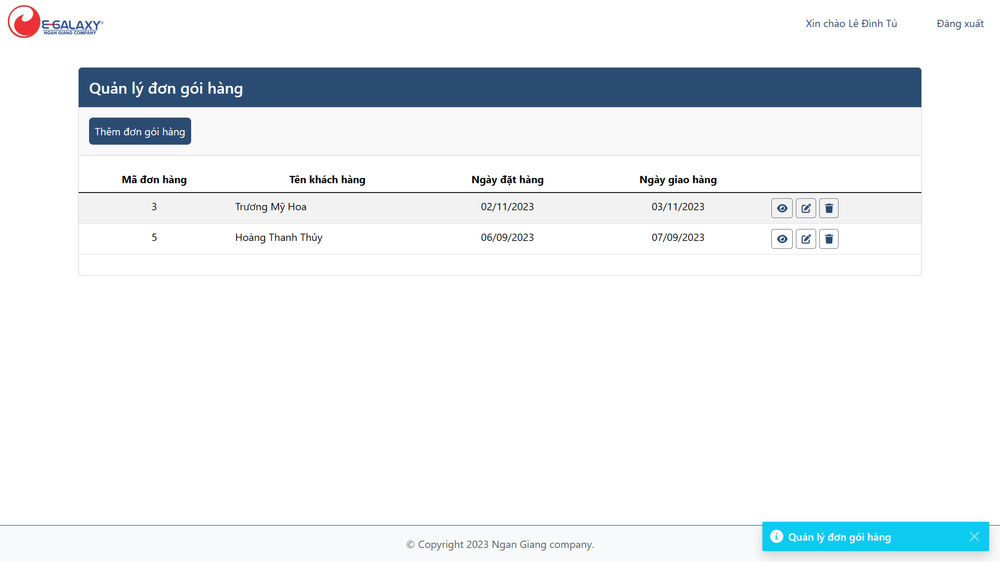 E-GALAXY®
NGAN GIANG COMPANY
Xin chào Lê Đình Tú
Đăng xuất
Quản lý đơn gói hàng
Thêm đơn gói hàng
Mã đơn hàng Tên khách hàng Ngày đặt hàng Ngày giao hàng
3 Trương Mỹ Hoa 02/11/2023 03/11/2023
5 Hoàng Thanh Thủy 06/09/2023 07/09/2023
© Copyright 2023 Ngan Giang company.
Quản lý đơn gói hàng